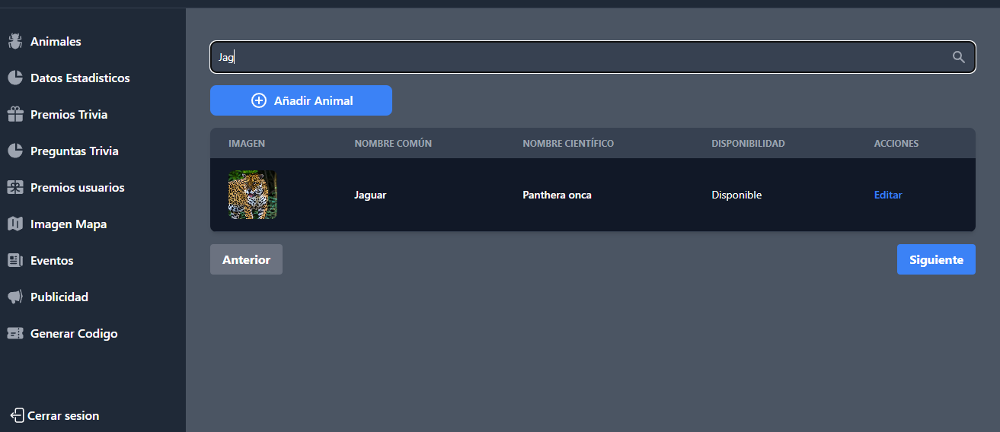 Animales
Datos Estadisticos
Premios Trivia
Preguntas Trivia
Premios usuarios
Imagen Mapa
Eventos
Publicidad
Generar Codigo
Cerrar sesion
Jag
Añadir Animal
IMAGEN NOMBRE COMÚN NOMBRE CIENTÍFICO DISPONIBILIDAD ACCIONES
Jaguar Panthera onca Disponible Editar
Anterior Siguiente